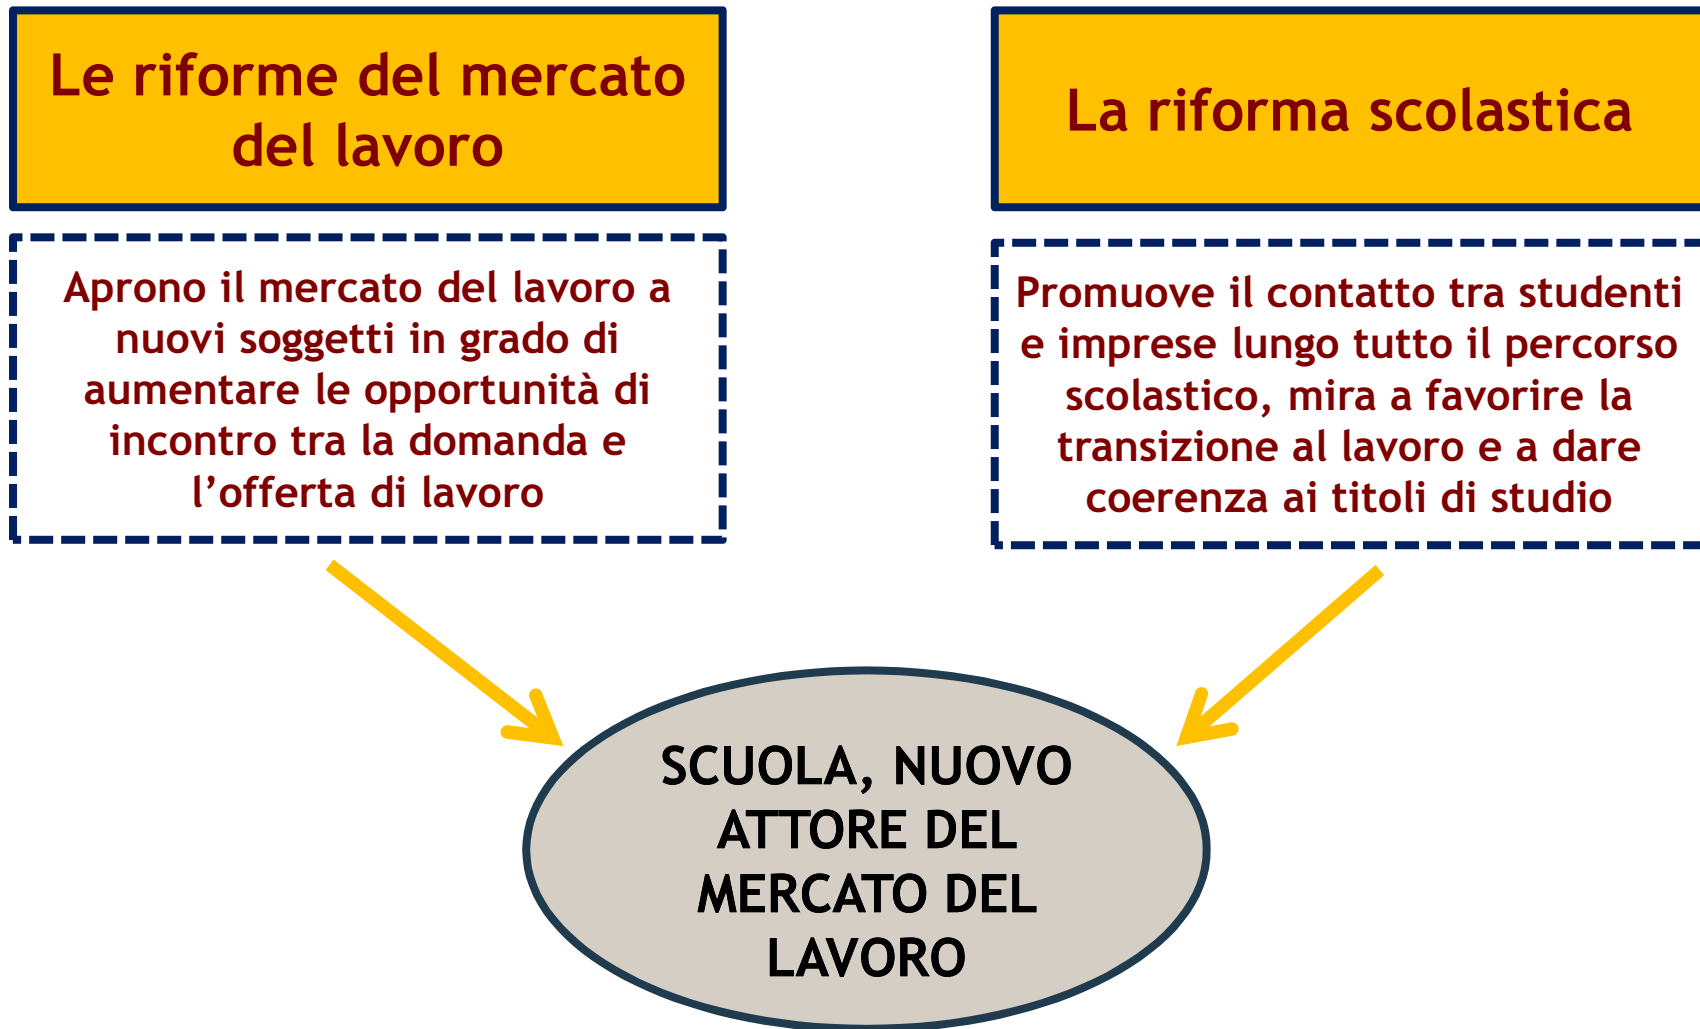 Le riforme del mercato
del lavoro
La riforma scolastica
Aprono il mercato del lavoro a
nuovi soggetti in grado di
aumentare le opportunità di
incontro tra la domanda e
l’offerta di lavoro
Promuove il contatto tra studenti
e imprese lungo tutto il percorso
scolastico, mira a favorire la
transizione al lavoro e a dare
coerenza ai titoli di studio
SCUOLA, NUOVO
ATTORE DEL
MERCATO DEL
LAVORO